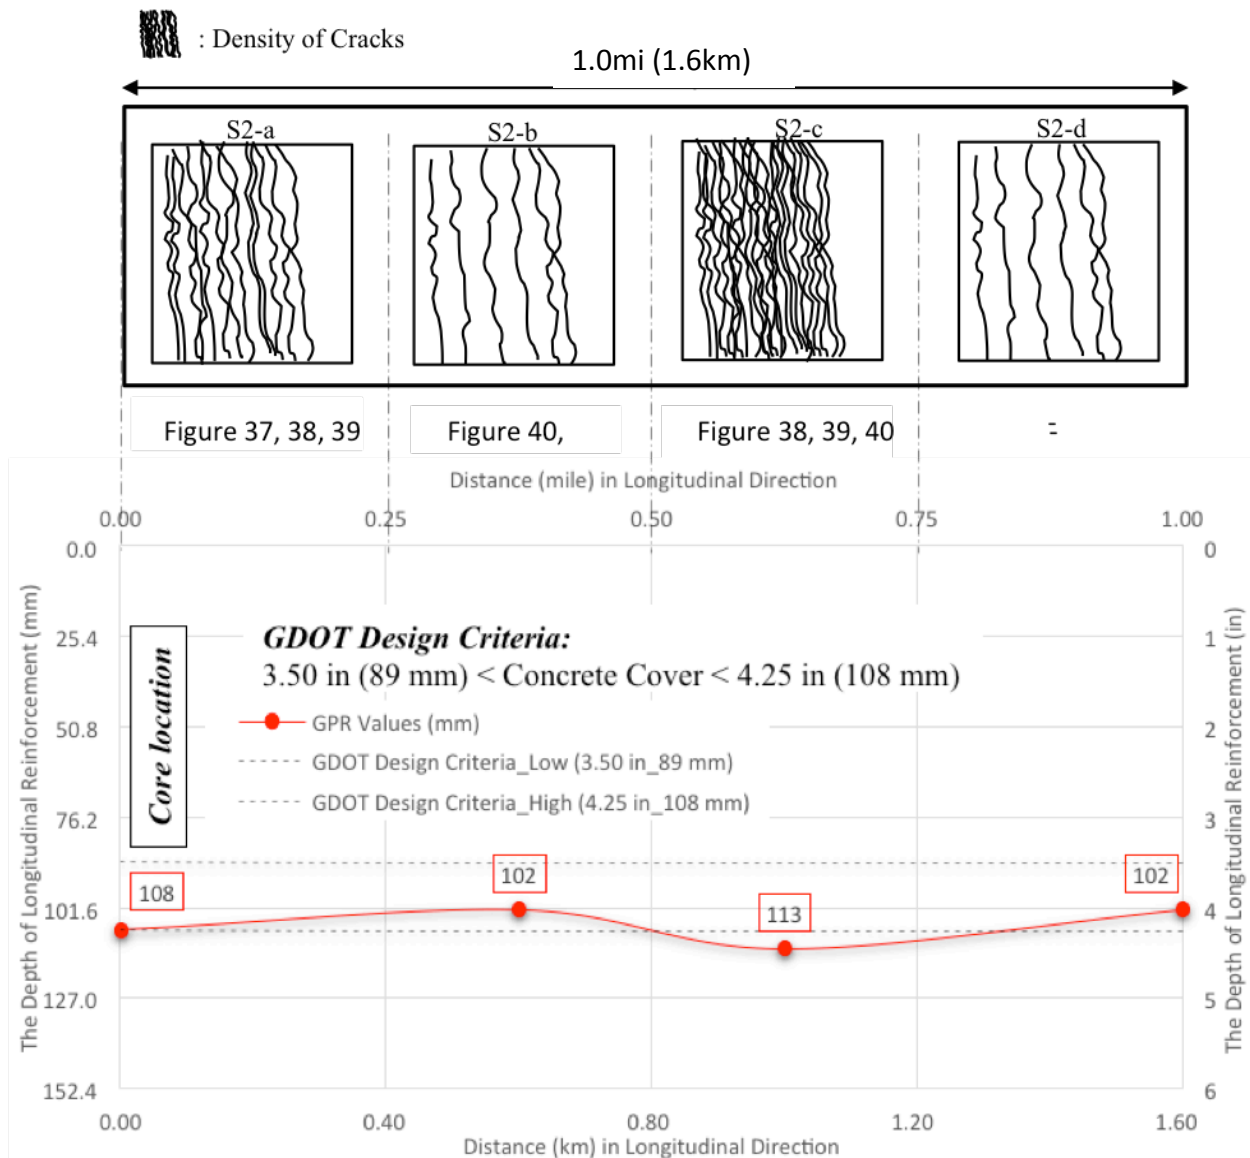 : Density of Cracks
1.0mi (1.6km)
S2-a
S2-b
S2-c
S2-d
Figure 37, 38, 39
Figure 40,
Figure 38, 39, 40
-
Distance (mile) in Longitudinal Direction
0.00 0.25 0.50 0.75 1.00
The Depth of Longitudinal Reinforcement (mm)
0.0
25.4
50.8
76.2
101.6
127.0
152.4
Core location
GDOT Design Criteria:
3.50 in (89 mm) < Concrete Cover < 4.25 in (108 mm)
GPR Values (mm)
GDOT Design Criteria_Low (3.50 in_89 mm)
GDOT Design Criteria_High (4.25 in_108 mm)
108
102
113
102
0
1
2
3
4
5
6
The Depth of Longitudinal Reinforcement (in)
0.00 0.40 0.80 1.20 1.60
Distance (km) in Longitudinal Direction